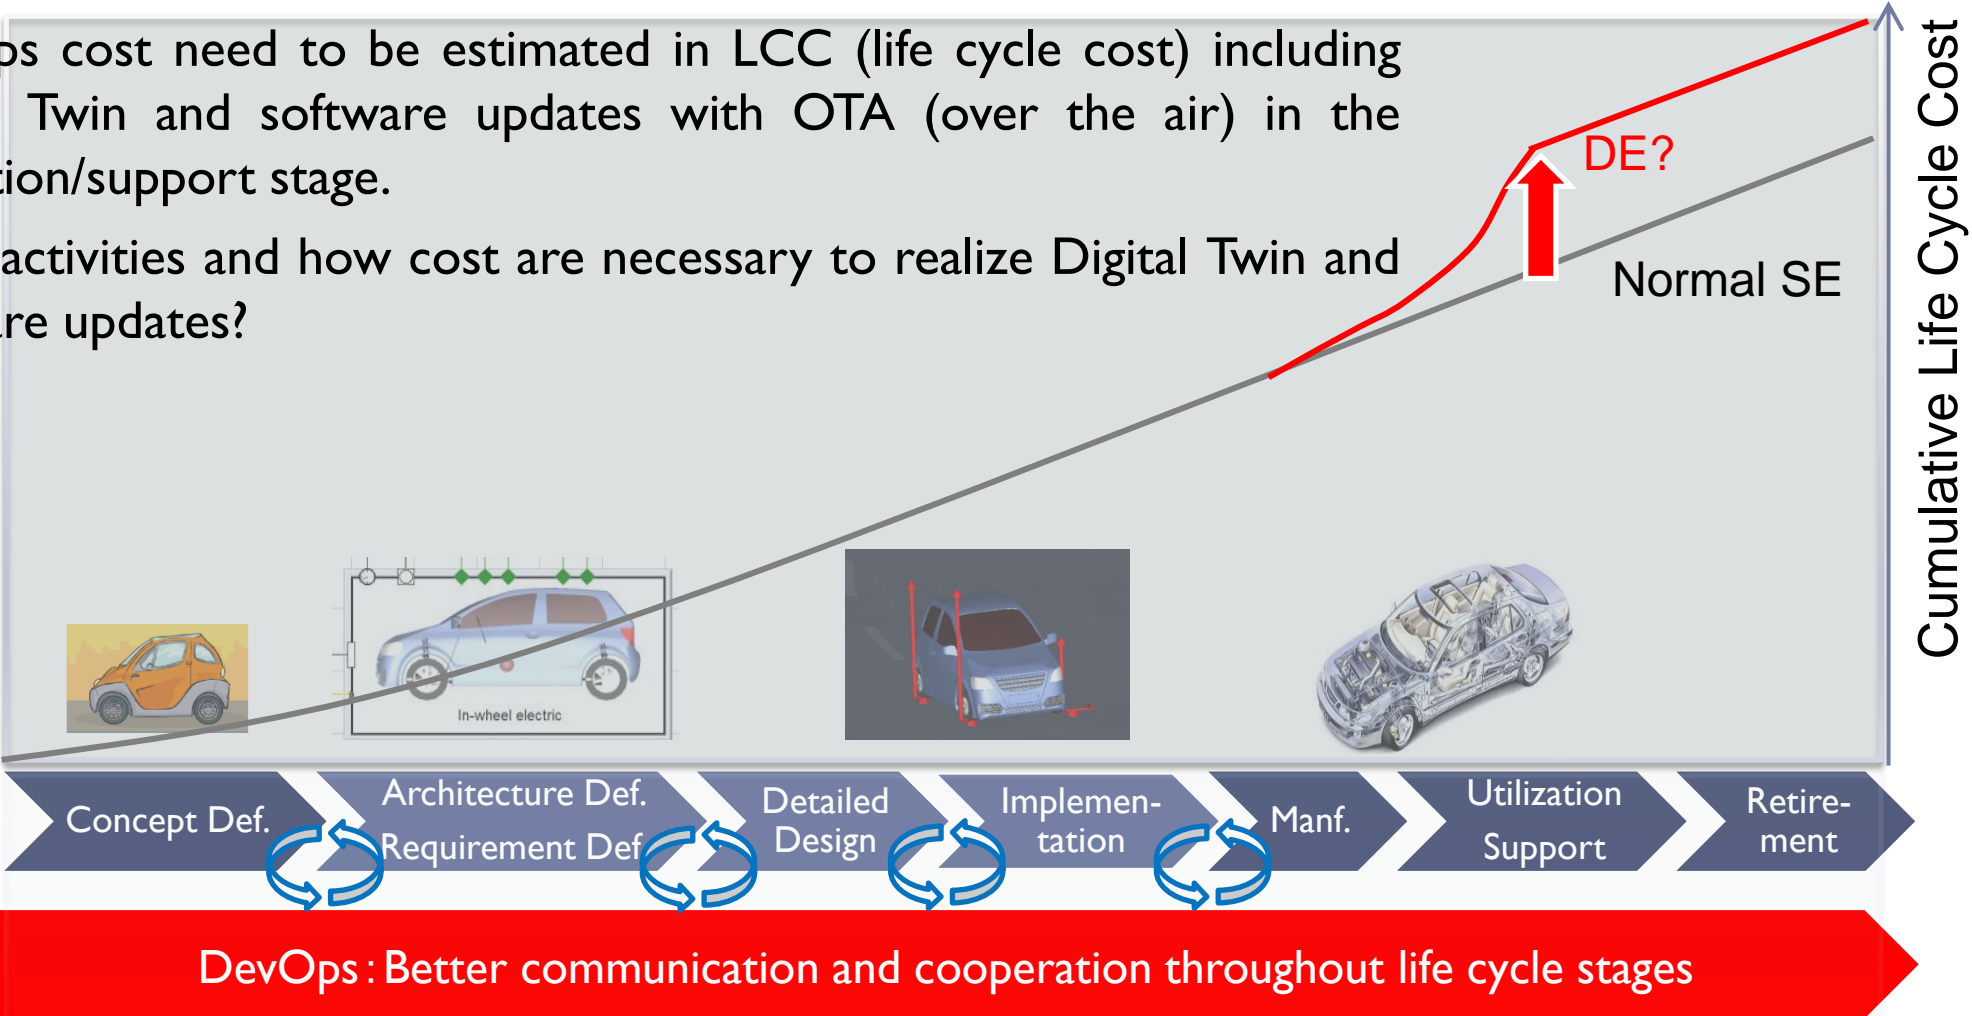 ps cost need to be estimated in LCC (life cycle cost) including
Twin and software updates with OTA (over the air) in the
tion/support stage.
activities and how cost are necessary to realize Digital Twin and
re updates?
DE?
Normal SE
Cumulative Life Cycle Cost
In-wheel electric
Concept Def.
Architecture Def.
Requirement Def
Detailed
Design
Implemen-
tation
Manf.
Utilization
Support
Retire-
ment
DevOps : Better communication and cooperation throughout life cycle stages